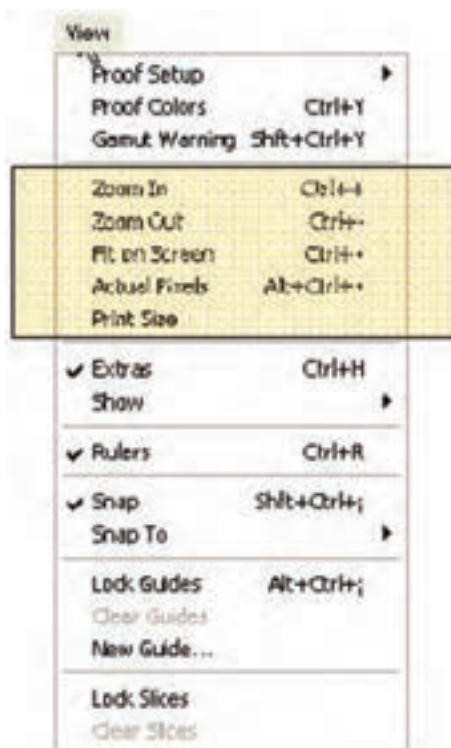 View
Proof Setup
Proof Colors Ctrl+Y
Gamut Warning Shft+Ctrl+Y
Zoom In
Zoom Out Ctrl+-
Fit on Screen
Actual Pixels
Print Size
Extras Ctrl+H
Show
Rulers Ctrl+R
Snap Shft+Ctrl+;
Snap To
Lock Guides Alt+Ctrl+;
Clear Guides
New Guide...
Lock Slices
Clear Slices